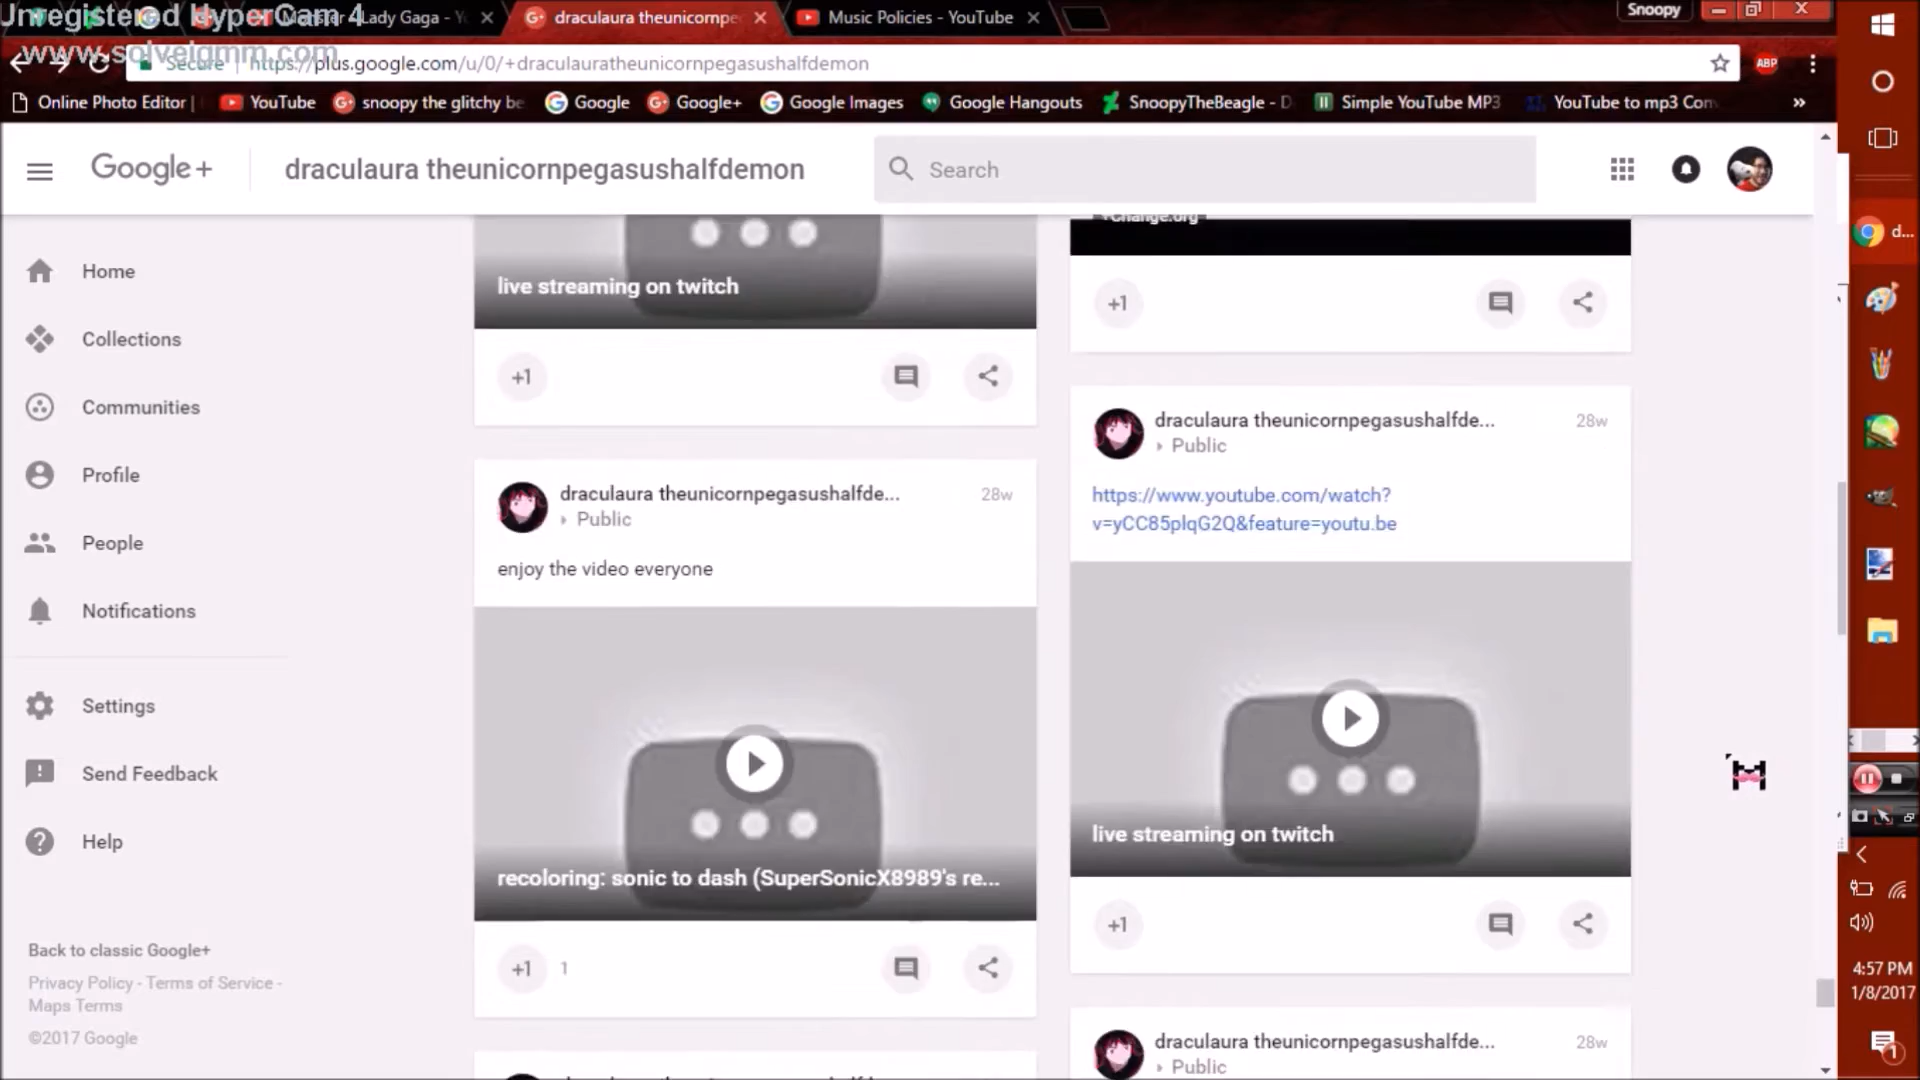 Unregistered HyperCam 4
www.solveigmm.com
Lady Gaga - Y
draculaura theunicornpe
Music Policies - YouTube
Snoopy
Secure
https://plus.google.com/u/0/+draculauratheunicornpegasushalfdemon
ABP
Online Photo Editor |
YouTube
snoopy the glitchy be
Google
Google+
Google Images
Google Hangouts
SnoopyTheBeagle - D
Simple YouTube MP3
YouTube to mp3 Con
»
Google+
draculaura theunicornpegasushalfdemon
Search
d...
Home
Collections
Communities
Profile
People
Notifications
Settings
Send Feedback
Help
Back to classic Google+
Privacy Policy - Terms of Service -
Maps Terms
©2017 Google
live streaming on twitch
+1
draculaura theunicornpegasushalfde...
28w
Public
enjoy the video everyone
recoloring: sonic to dash (SuperSonicX8989's re...
+1
1
+Change.org
+1
draculaura theunicornpegasushalfde...
28w
Public
https://www.youtube.com/watch?
v=yCC85plqG2Q&feature=youtu.be
live streaming on twitch
+1
draculaura theunicornpegasushalfde...
28w
Public
4:57 PM
1/8/2017
1